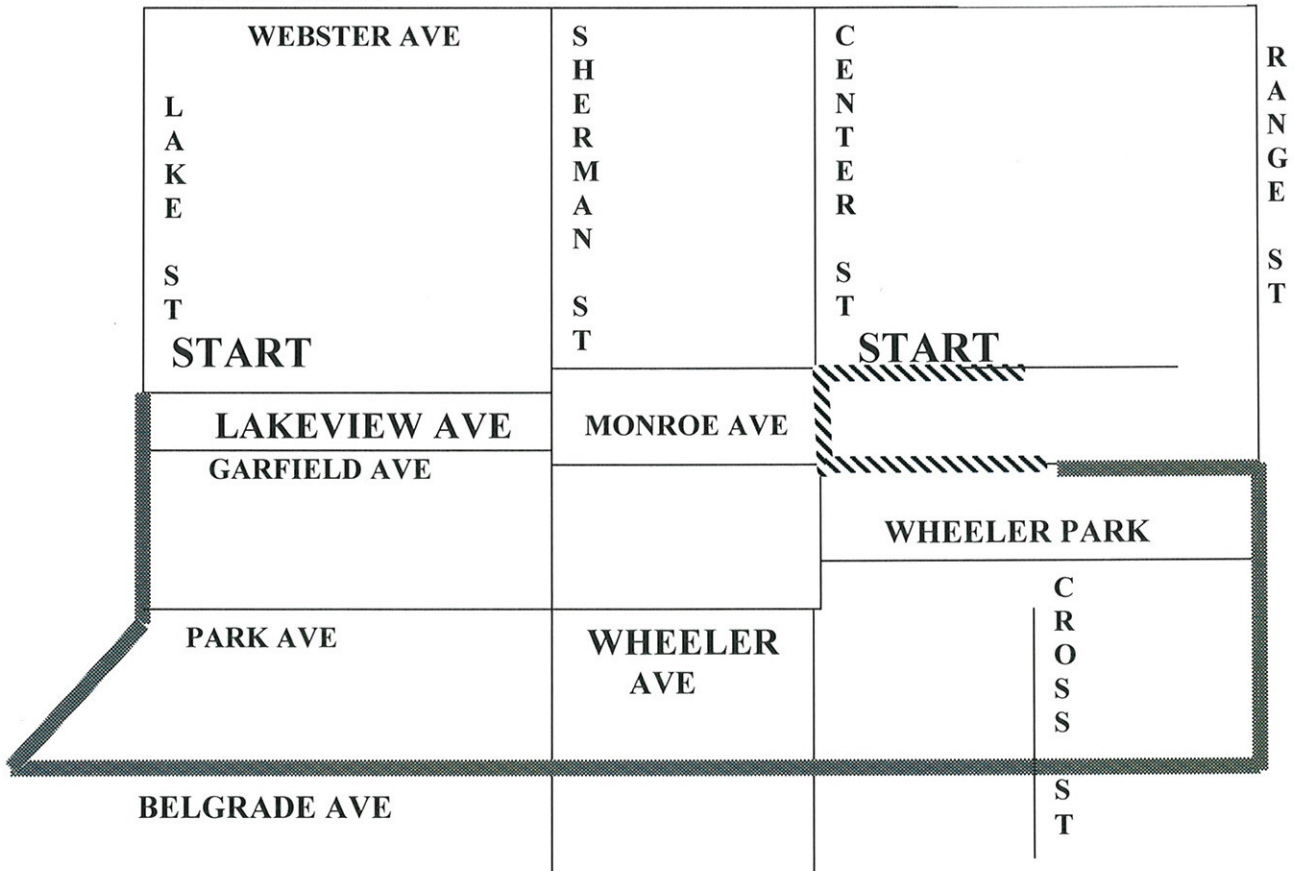 WEBSTER AVE
LAKE ST
SHERMAN ST
CENTER ST
RANGE ST
START
START
LAKEVIEW AVE
MONROE AVE
GARFIELD AVE
WHEELER PARK
CROSS ST
PARK AVE
WHEELER
AVE
BELGRADE AVE